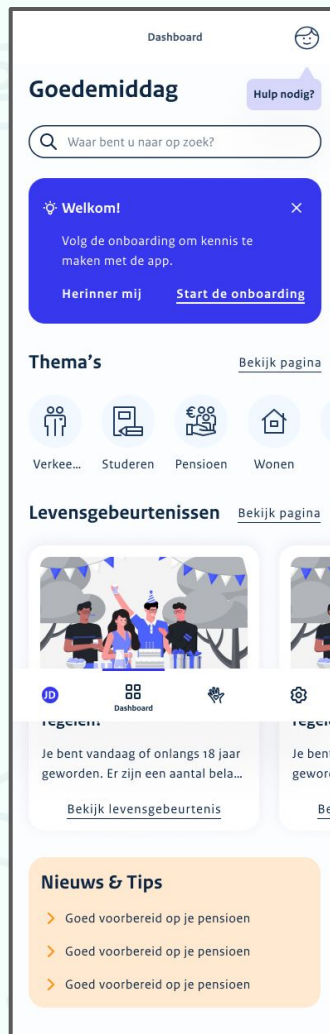 Dashboard
Goedemiddag
Hulp nodig?
Waar bent u naar op zoek?
Welkom!
Volg de onboarding om kennis te
maken met de app.
Herinner mij
Start de onboarding
Thema's
Bekijk pagina
Verkee...
Studeren
Pensioen
Wonen
Levensgebeurtenissen
Bekijk pagina
JD
Dashboard
regelen!
Je bent vandaag of onlangs 18 jaar
geworden. Er zijn een aantal bela...
Bekijk levensgebeurtenis
Je bent
Nieuws & Tips
Goed voorbereid op je pensioen
Goed voorbereid op je pensioen
Goed voorbereid op je pensioen